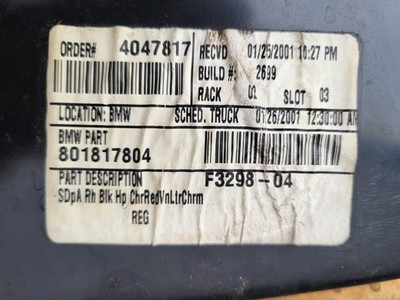 ORDER# 4047817 RECVD 01/25/2001 10:27 PM
BUILD #: 2699
RACK 02 SLOT 03
LOCATION: BMW SCHED. TRUCK 01/26/2001 12:30:00 AM
BMW PART
801817804
PART DESCRIPTION F3298-04
SDpA Rh Blk Hp ChrRedVnLtrChrm
REG